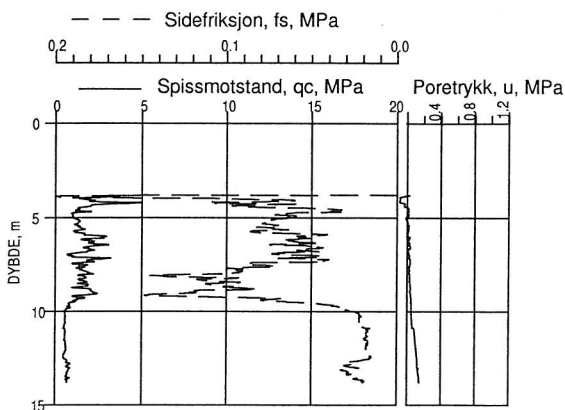 Sidefriksjon, fs, MPa
0,2 0.1 0.0
Spissmotstand, qc, MPa Poretrykk, u, MPa
0 5 10 15 20 0.4 0.8 1.2
0
5
10
15
DYBDE, m